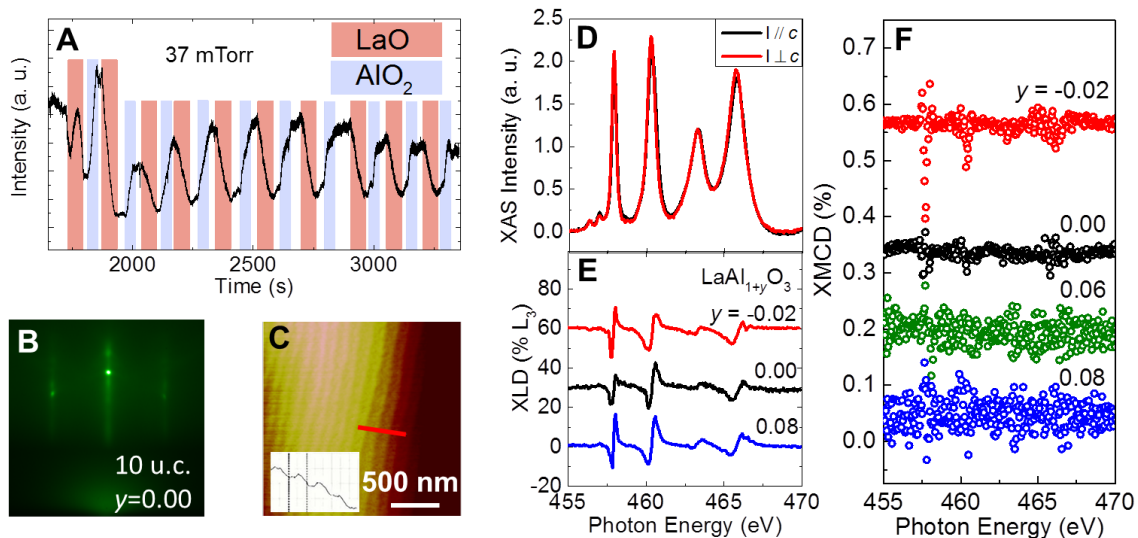 A
37 mTorr
LaO
AlO₂
Intensity (a. u.)
2000
2500
3000
Time (s)
B
10 u.c.
y=0.00
C
500 nm
D
I // c
I ⊥ c
XAS Intensity (a. u.)
2.5
2.0
1.5
1.0
0.5
0.0
E
LaAl₁₊yO₃
y = -0.02
0.00
0.08
XLD (% L₃)
80
60
40
20
0
-20
455
460
465
470
Photon Energy (eV)
F
y = -0.02
0.00
0.06
0.08
XMCD (%)
0.7
0.6
0.5
0.4
0.3
0.2
0.1
0.0
455
460
465
470
Photon Energy (eV)